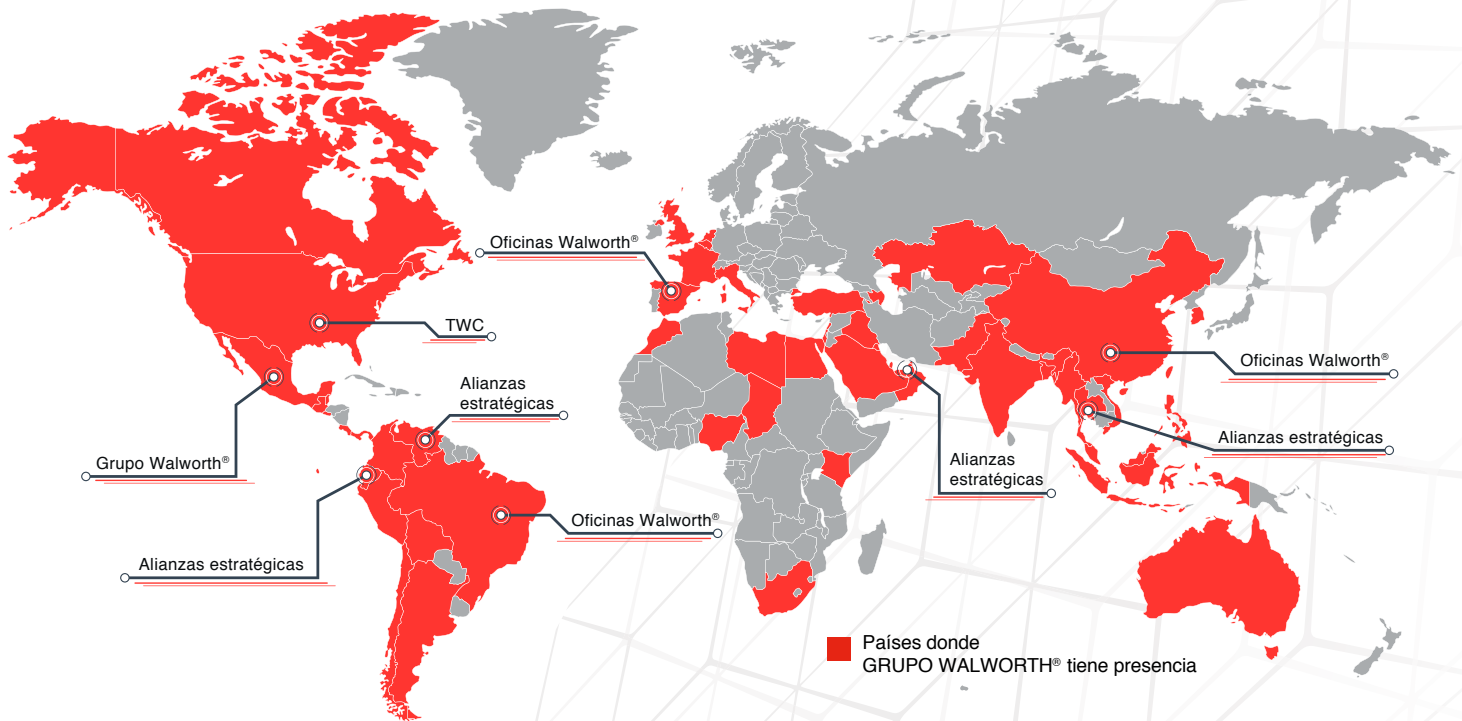 Oficinas Walworth®
TWC
Oficinas Walworth®
Alianzas
estratégicas
Alianzas estratégicas
Grupo Walworth®
Alianzas
estratégicas
Oficinas Walworth®
Alianzas estratégicas
Países donde
GRUPO WALWORTH® tiene presencia